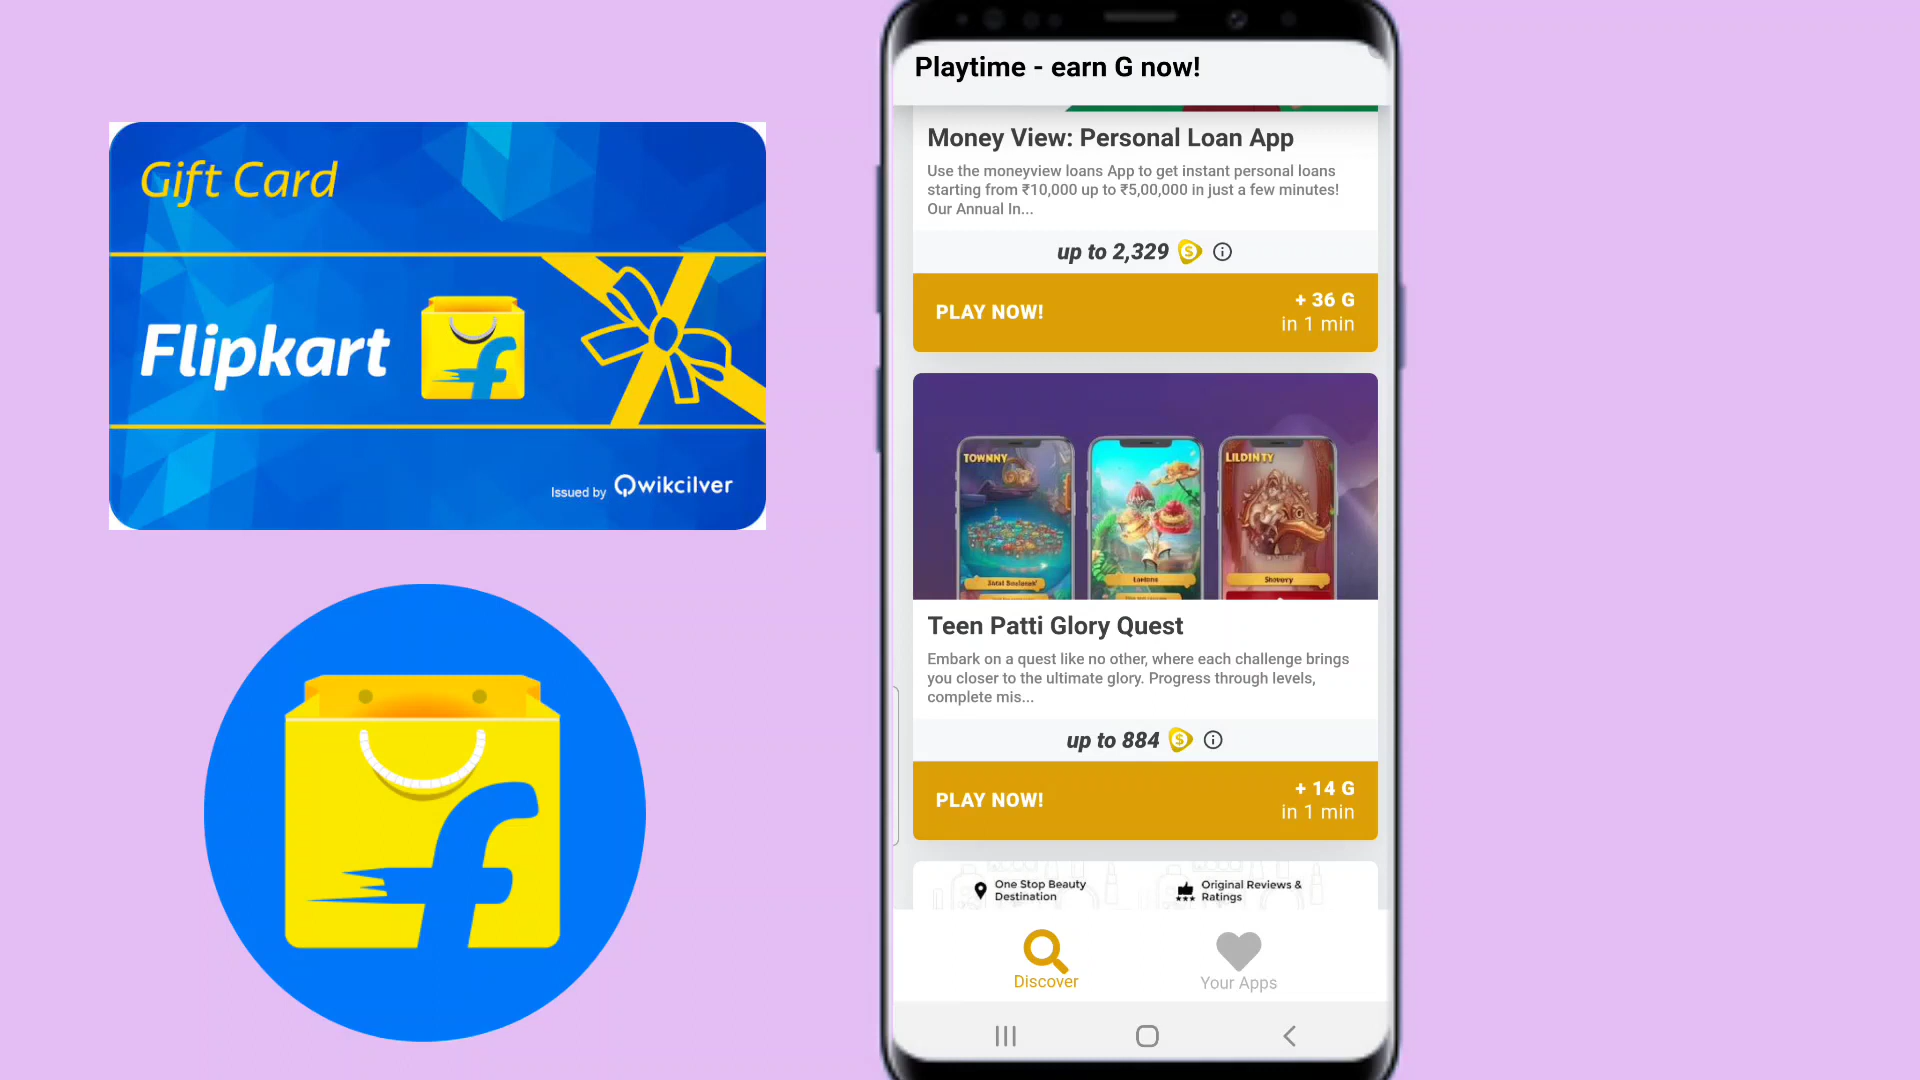 Gift Card
Flipkart
Issued by Qwikcilver
Playtime - earn G now!
Money View: Personal Loan App
Use the moneyview loans App to get instant personal loans
starting from ₹10,000 up to ₹5,00,000 in just a few minutes!
Our Annual In...
up to 2,329
PLAY NOW!
+ 36 G
in 1 min
TOWNNY
LILDINTY
Lantons
Shovery
Teen Patti Glory Quest
Embark on a quest like no other, where each challenge brings
you closer to the ultimate glory. Progress through levels,
complete mis...
up to 884
PLAY NOW!
+ 14 G
in 1 min
One Stop Beauty
Destination
Original Reviews &
Ratings
Discover
Your Apps